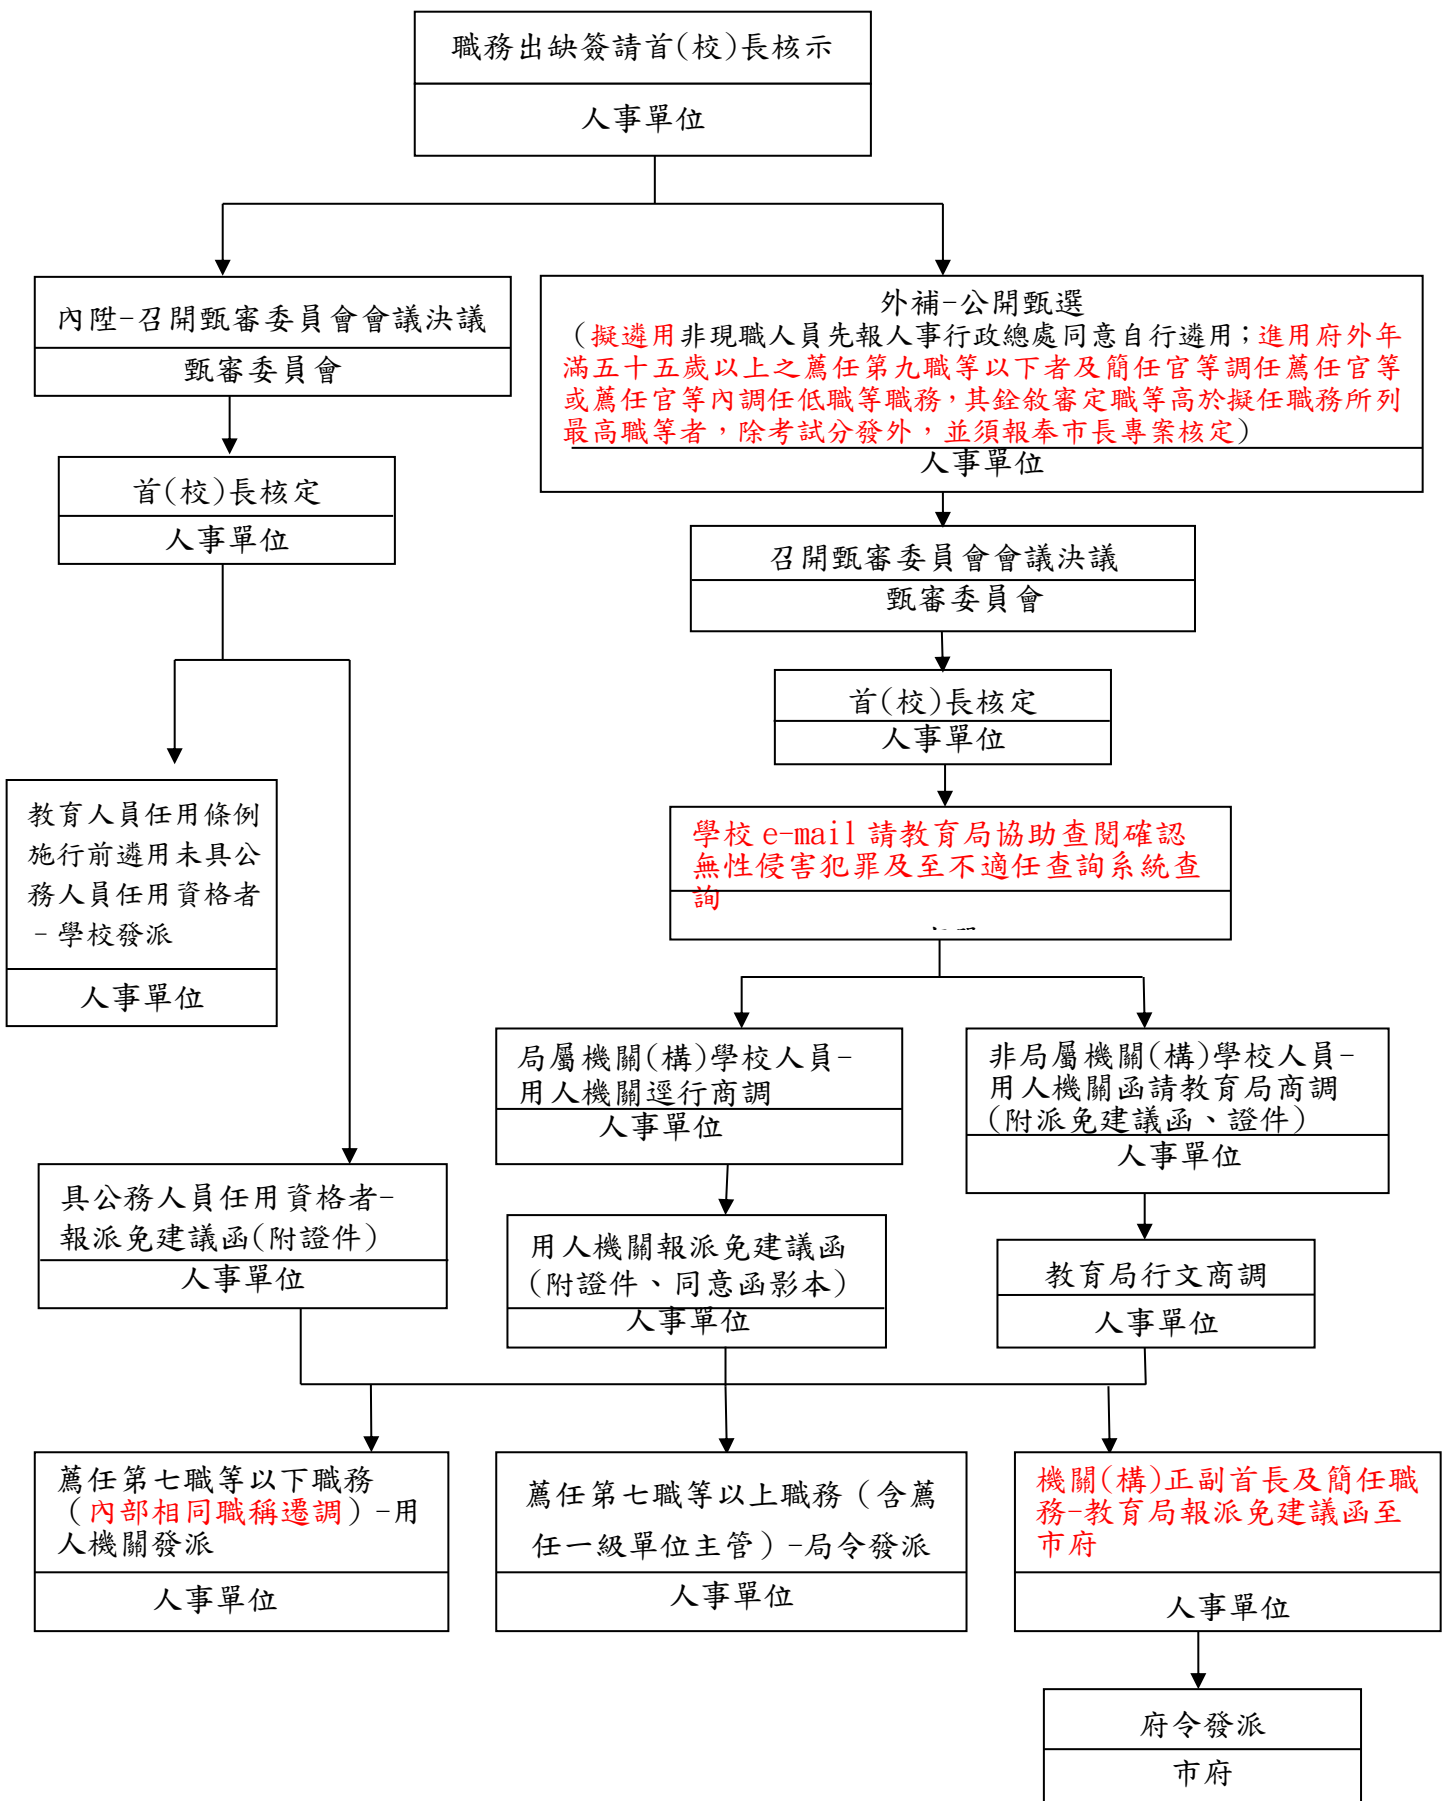 職務出缺簽請首(校)長核示
人事單位
內陞-召開甄審委員會會議決議
甄審委員會
外補-公開甄選
（擬遴用非現職人員先報人事行政總處同意自行遴用；進用府外年
滿五十五歲以上之薦任第九職等以下者及簡任官等調任薦任官等
或薦任官等內調任低職等職務，其銓敘審定職等高於擬任職務所列
最高職等者，除考試分發外，並須報奉市長專案核定）
人事單位
首(校)長核定
人事單位
召開甄審委員會會議決議
甄審委員會
首(校)長核定
人事單位
教育人員任用條例
施行前遴用未具公
務人員任用資格者
-學校發派
人事單位
學校 e-mail 請教育局協助查閱確認
無性侵害犯罪及至不適任查詢系統查
詢
局屬機關(構)學校人員-
用人機關逕行商調
人事單位
非局屬機關(構)學校人員-
用人機關函請教育局商調
(附派免建議函、證件)
人事單位
具公務人員任用資格者-
報派免建議函(附證件)
人事單位
用人機關報派免建議函
(附證件、同意函影本)
人事單位
教育局行文商調
人事單位
薦任第七職等以下職務
（內部相同職稱遷調）-用
人機關發派
人事單位
薦任第七職等以上職務（含薦
任一級單位主管）-局令發派
人事單位
機關(構)正副首長及簡任職
務-教育局報派免建議函至
市府
人事單位
府令發派
市府